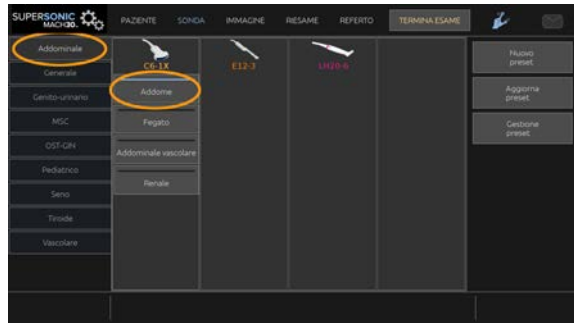 SUPERSONIC
MACH30.
PAZIENTE SONDA IMMAGINE RIESAME REFERTO TERMINA ESAME
Addominale
Generale
Genito-urinario
MSC
OST-GIN
Pediatrico
Seno
Tiroide
Vascolare
C6-1X
E12-3
LH20-6
Addome
Fegato
Addominale vascolare
Renale
Nuovo
preset
Aggiorna
preset
Gestione
preset